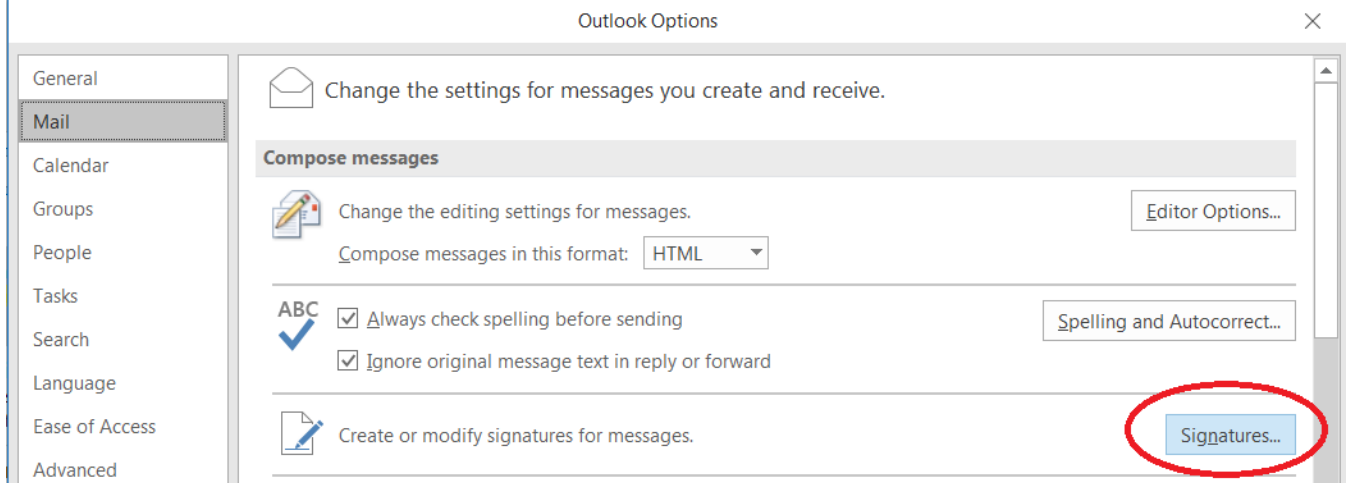 Outlook Options
General
Mail
Calendar
Groups
People
Tasks
Search
Language
Ease of Access
Advanced
Change the settings for messages you create and receive.
Compose messages
Change the editing settings for messages.
Editor Options...
Compose messages in this format: HTML
ABC
Always check spelling before sending
Spelling and Autocorrect...
Ignore original message text in reply or forward
Create or modify signatures for messages.
Signatures...